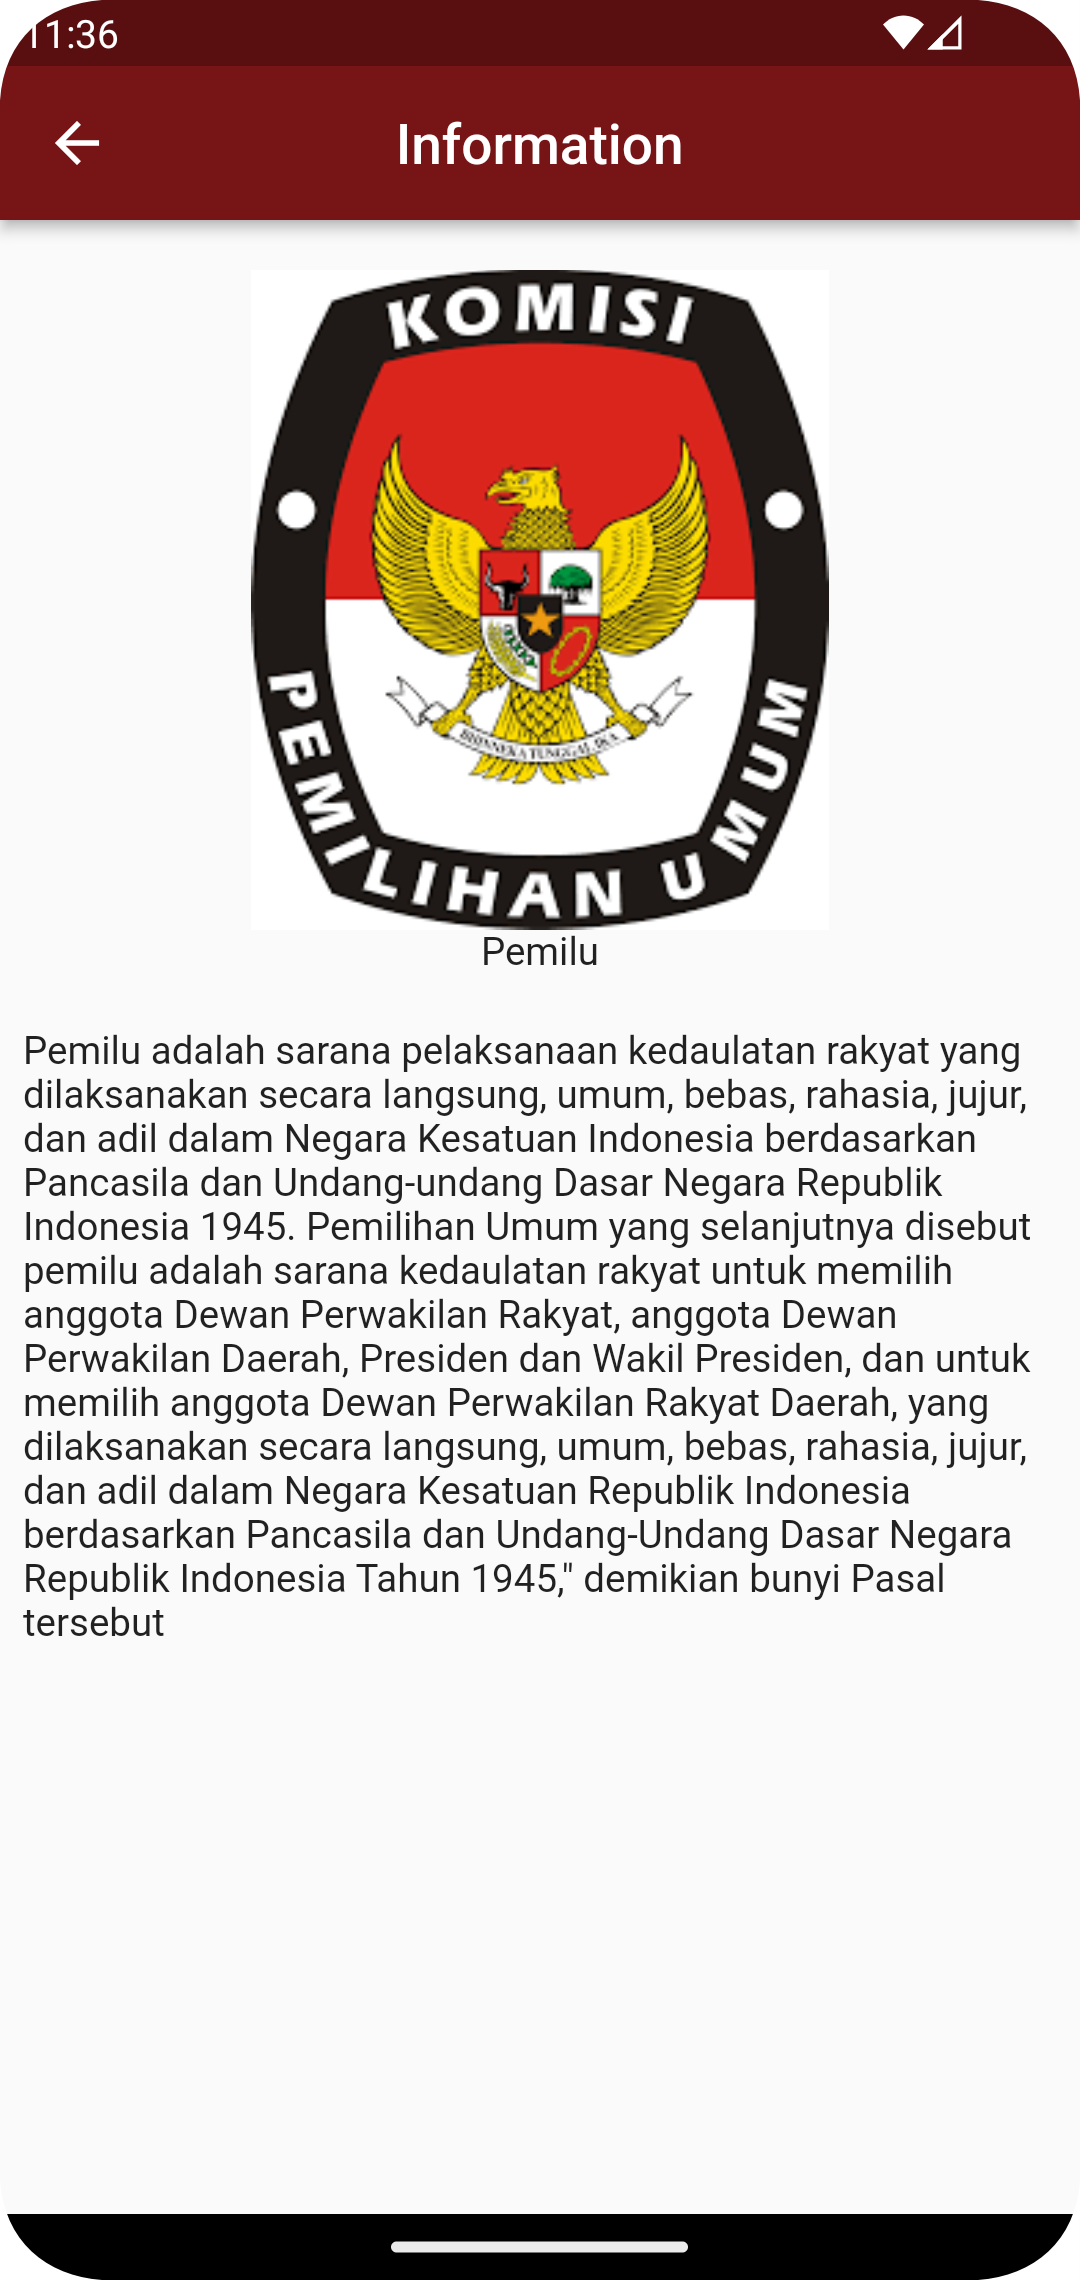 11:36
Information
KOMISI
PEMILIHAN UMUM
BHINNEKA TUNGGAL IKA
Pemilu
Pemilu adalah sarana pelaksanaan kedaulatan rakyat yang
dilaksanakan secara langsung, umum, bebas, rahasia, jujur,
dan adil dalam Negara Kesatuan Indonesia berdasarkan
Pancasila dan Undang-undang Dasar Negara Republik
Indonesia 1945. Pemilihan Umum yang selanjutnya disebut
pemilu adalah sarana kedaulatan rakyat untuk memilih
anggota Dewan Perwakilan Rakyat, anggota Dewan
Perwakilan Daerah, Presiden dan Wakil Presiden, dan untuk
memilih anggota Dewan Perwakilan Rakyat Daerah, yang
dilaksanakan secara langsung, umum, bebas, rahasia, jujur,
dan adil dalam Negara Kesatuan Republik Indonesia
berdasarkan Pancasila dan Undang-Undang Dasar Negara
Republik Indonesia Tahun 1945," demikian bunyi Pasal
tersebut